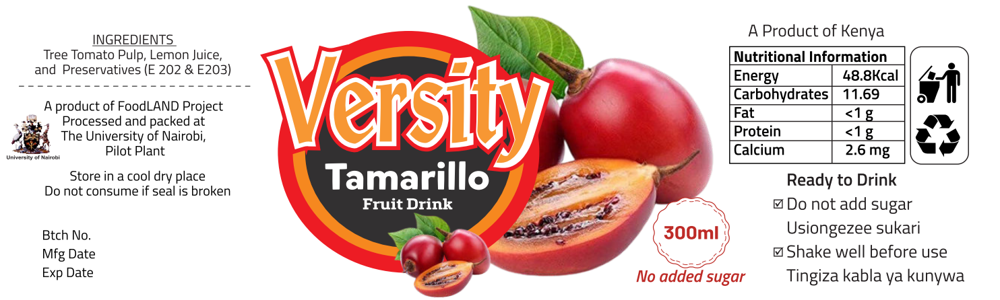 INGREDIENTS
Tree Tomato Pulp, Lemon Juice,
and Preservatives (E 202 & E203)
A product of FoodLAND Project
Processed and packed at
The University of Nairobi,
Pilot Plant
University of Nairobi
Store in a cool dry place
Do not consume if seal is broken
Btch No.
Mfg Date
Exp Date
Versity
Tamarillo
Fruit Drink
300ml
No added sugar
A Product of Kenya
Nutritional Information
Energy 48.8Kcal
Carbohydrates 11.69
Fat <1 g
Protein <1 g
Calcium 2.6 mg
Ready to Drink
☑ Do not add sugar
Usiongezee sukari
☑ Shake well before use
Tingiza kabla ya kunywa